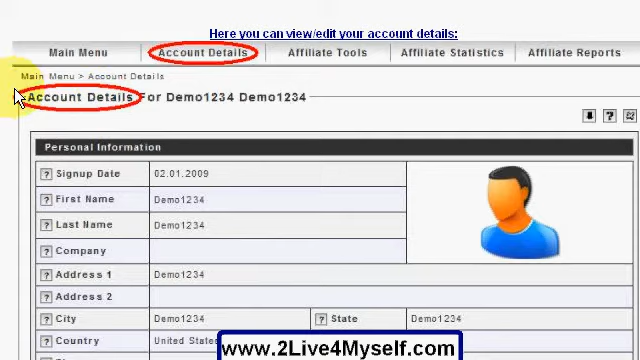 Here you can view/edit your account details:
Main Menu Account Details Affiliate Tools Affiliate Statistics Affiliate Reports
Main Menu > Account Details
Account Details For Demo1234 Demo1234
Personal Information
? Signup Date 02.01.2009
? First Name Demo1234
? Last Name Demo1234
? Company
? Address 1 Demo1234
? Address 2
? City Demo1234 ? State Demo1234
? Country United States
www.2Live4Myself.com